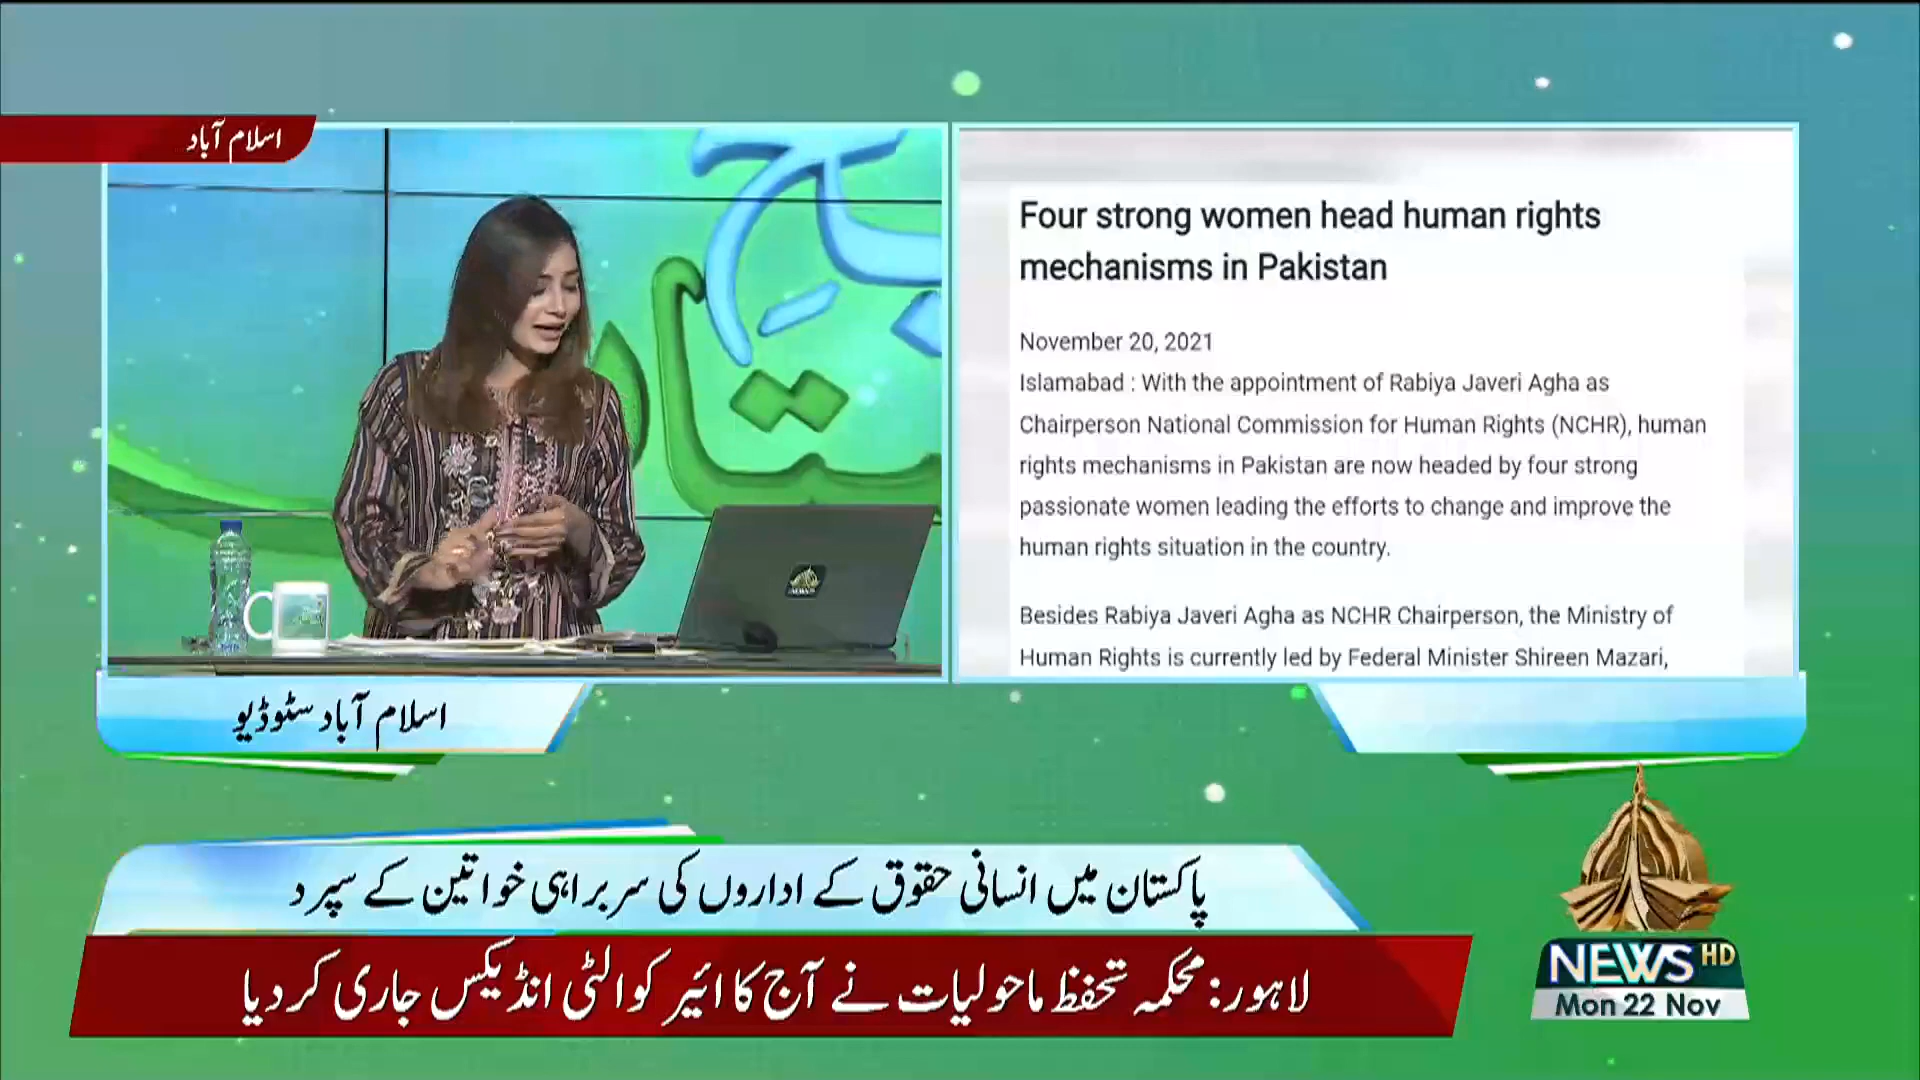 اسلام آباد
Four strong women head human rights
mechanisms in Pakistan
November 20, 2021
Islamabad : With the appointment of Rabiya Javeri Agha as
Chairperson National Commission for Human Rights (NCHR), human
rights mechanisms in Pakistan are now headed by four strong
passionate women leading the efforts to change and improve the
human rights situation in the country.
Besides Rabiya Javeri Agha as NCHR Chairperson, the Ministry of
Human Rights is currently led by Federal Minister Shireen Mazari,
NEWS
اسلام آباد سٹوڈیو
پاکستان میں انسانی حقوق کے اداروں کی سربراہی خواتین کے سپرد
لاہور: محکمہ تحفظ ماحولیات نے آج کا ائیر کوالٹی انڈیکس جاری کر دیا
NEWS HD
Mon 22 Nov